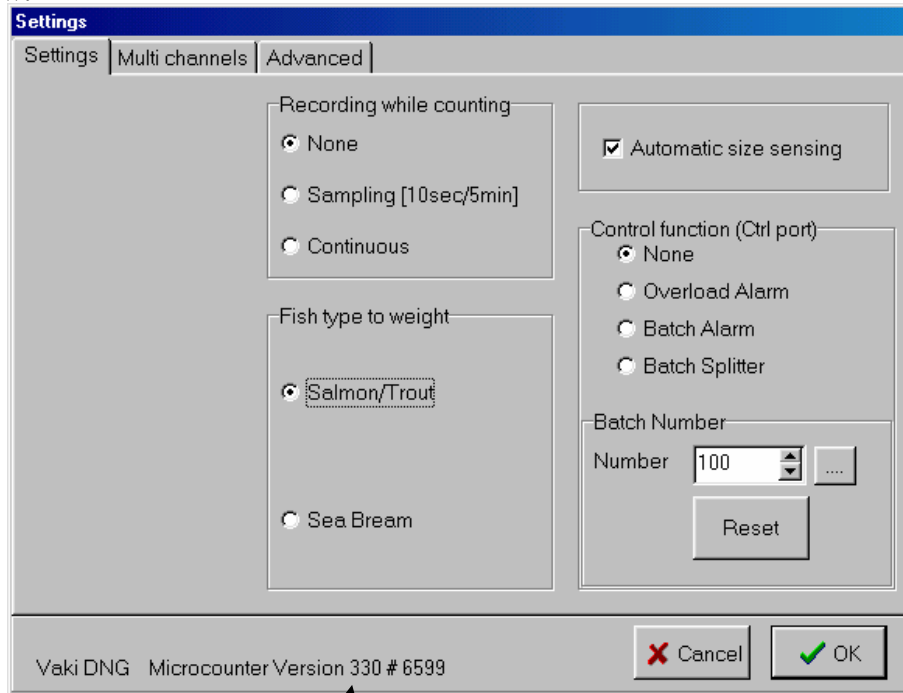 Settings
Settings Multi channels Advanced
Recording while counting
None
Sampling [10sec/5min]
Continuous
Fish type to weight
Salmon/Trout
Sea Bream
Automatic size sensing
Control function (Ctrl port)
None
Overload Alarm
Batch Alarm
Batch Splitter
Batch Number
Number 100 ....
Reset
Vaki DNG Microcounter Version 330 # 6599
Cancel OK